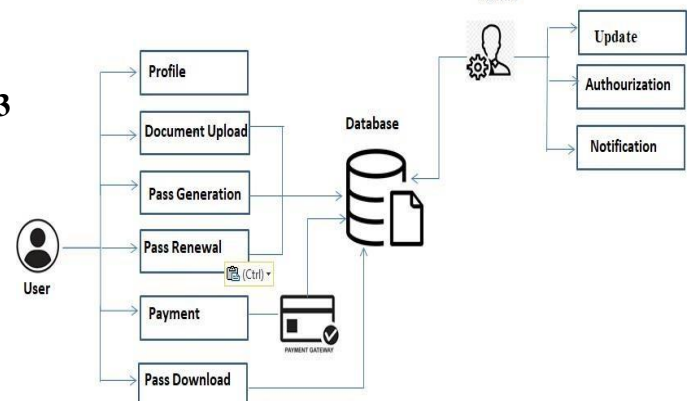 Update
Profile
Authourization
3
Document Upload
Database
Notification
Pass Generation
Pass Renewal
(Ctrl)
User
Payment
PAYMENT GATEWAY
Pass Download